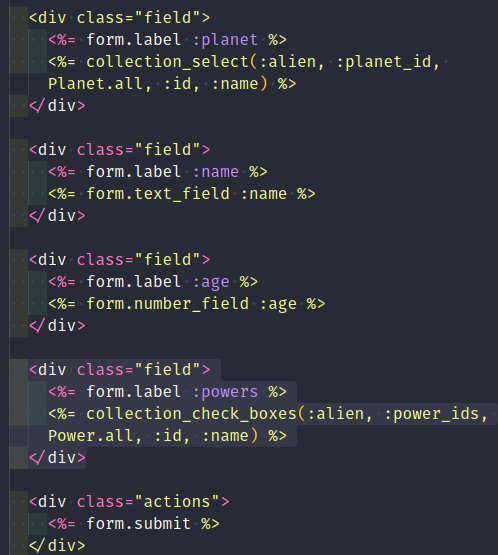 <div class="field">
<%= form.label :planet %>
<%= collection_select(:alien, :planet_id,
Planet.all, :id, :name) %>
</div>
<div class="field">
<%= form.label :name %>
<%= form.text_field :name %>
</div>
<div class="field">
<%= form.label :age %>
<%= form.number_field :age %>
</div>
<div class="field">
<%= form.label :powers %>
<%= collection_check_boxes(:alien, :power_ids,
Power.all, :id, :name) %>
</div>
<div class="actions">
<%= form.submit %>
</div>